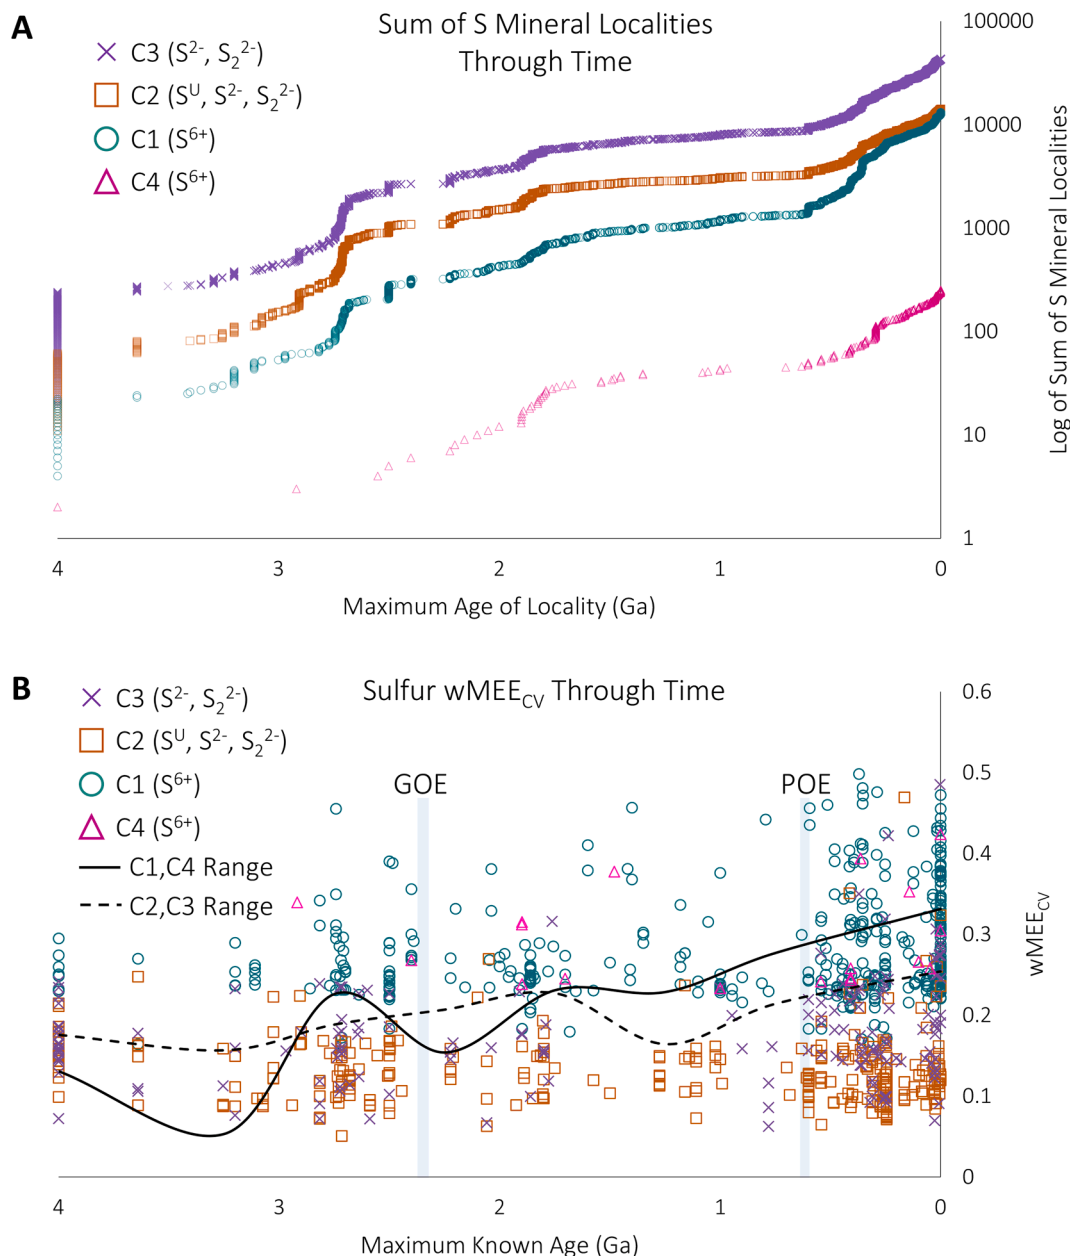 A
Sum of S Mineral Localities
Through Time
C3 (S²⁻, S₂²⁻)
C2 (Sᵁ, S²⁻, S₂²⁻)
C1 (S⁶⁺)
C4 (S⁶⁺)
100000
10000
1000
100
10
1
Log of Sum of S Mineral Localities
4
3
2
1
0
Maximum Age of Locality (Ga)
B
Sulfur wMEE_CV Through Time
C3 (S²⁻, S₂²⁻)
C2 (Sᵁ, S²⁻, S₂²⁻)
C1 (S⁶⁺)
C4 (S⁶⁺)
C1,C4 Range
C2,C3 Range
GOE
POE
0.6
0.5
0.4
0.3
0.2
0.1
0
wMEE_CV
4
3
2
1
0
Maximum Known Age (Ga)